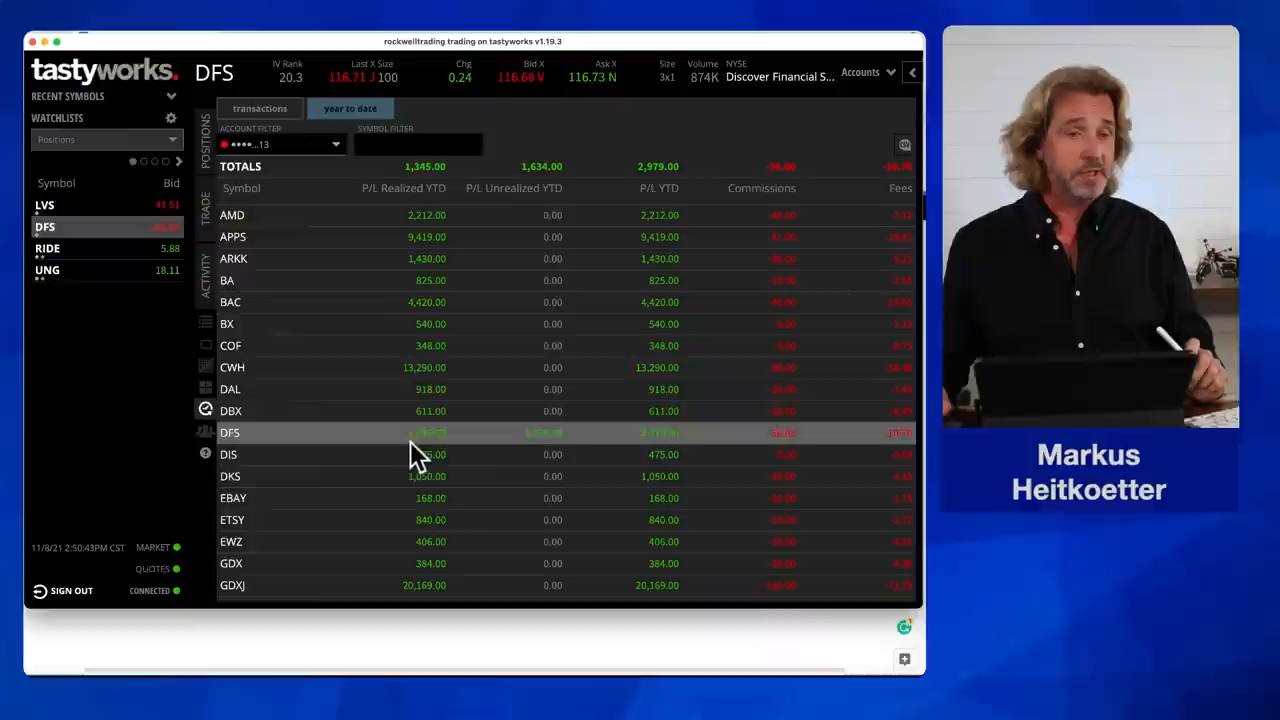 rockwelltrading trading on tastyworks v1.19.3
tastyworks.
RECENT SYMBOLS
WATCHLISTS
Positions
Symbol Bid
LVS 41.51
DFS
RIDE 5.88
UNG 18.11
11/8/21 2:50:43PM CST MARKET
QUOTES
SIGN OUT CONNECTED
DFS
IV Rank Last X Size Chg Bid X Ask X Size Volume NYSE
20.3 116.71 J 100 0.24 116.68 V 116.73 N 3x1 874K Discover Financial S...
Accounts
POSITIONS
TRADE
ACTIVITY
transactions year to date
ACCOUNT FILTER SYMBOL FILTER
••••...13
CSV
TOTALS 1,345.00 1,634.00 2,979.00
Symbol P/L Realized YTD P/L Unrealized YTD P/L YTD Commissions Fees
AMD 2,212.00 0.00 2,212.00
APPS 9,419.00 0.00 9,419.00
ARKK 1,430.00 0.00 1,430.00
BA 825.00 0.00 825.00
BAC 4,420.00 0.00 4,420.00
BX 540.00 0.00 540.00
COF 348.00 0.00 348.00
CWH 13,290.00 0.00 13,290.00
DAL 918.00 0.00 918.00
DBX 611.00 0.00 611.00
DFS
DIS 0.00 475.00
DKS 1,050.00 0.00 1,050.00
EBAY 168.00 0.00 168.00
ETSY 840.00 0.00 840.00
EWZ 406.00 0.00 406.00
GDX 384.00 0.00 384.00
GDXJ 20,169.00 0.00 20,169.00
Markus
Heitkoetter